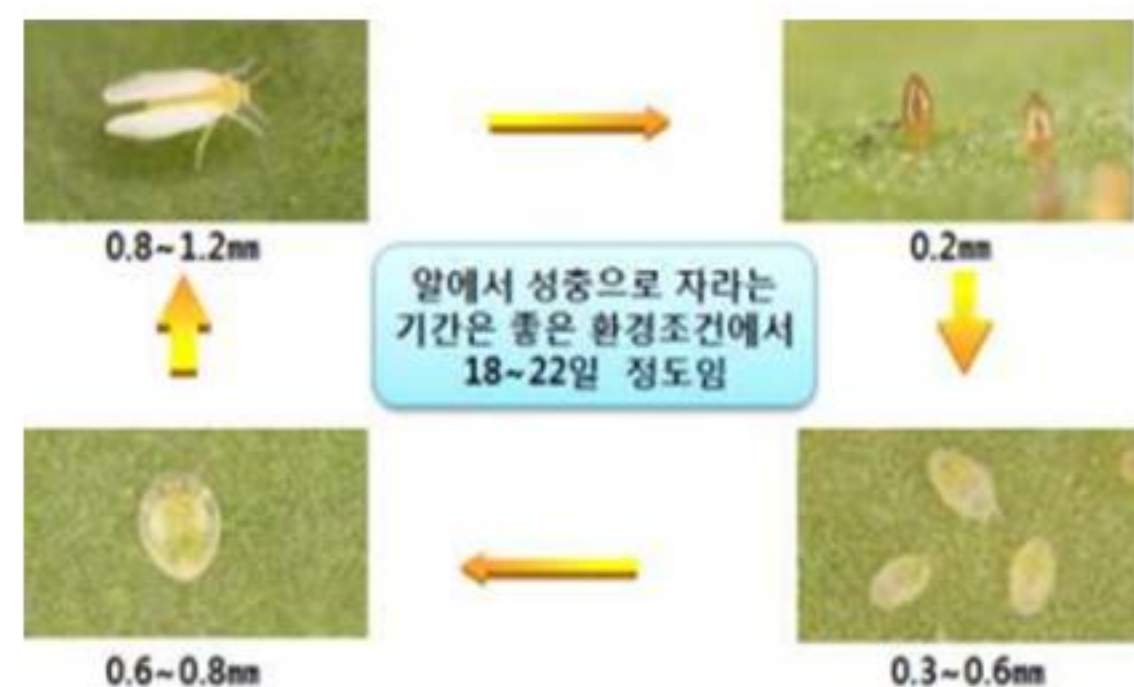 0.8~1.2㎜
0.2㎜
알에서 성충으로 자라는
기간은 좋은 환경조건에서
18~22일 정도임
0.6~0.8㎜
0.3~0.6㎜